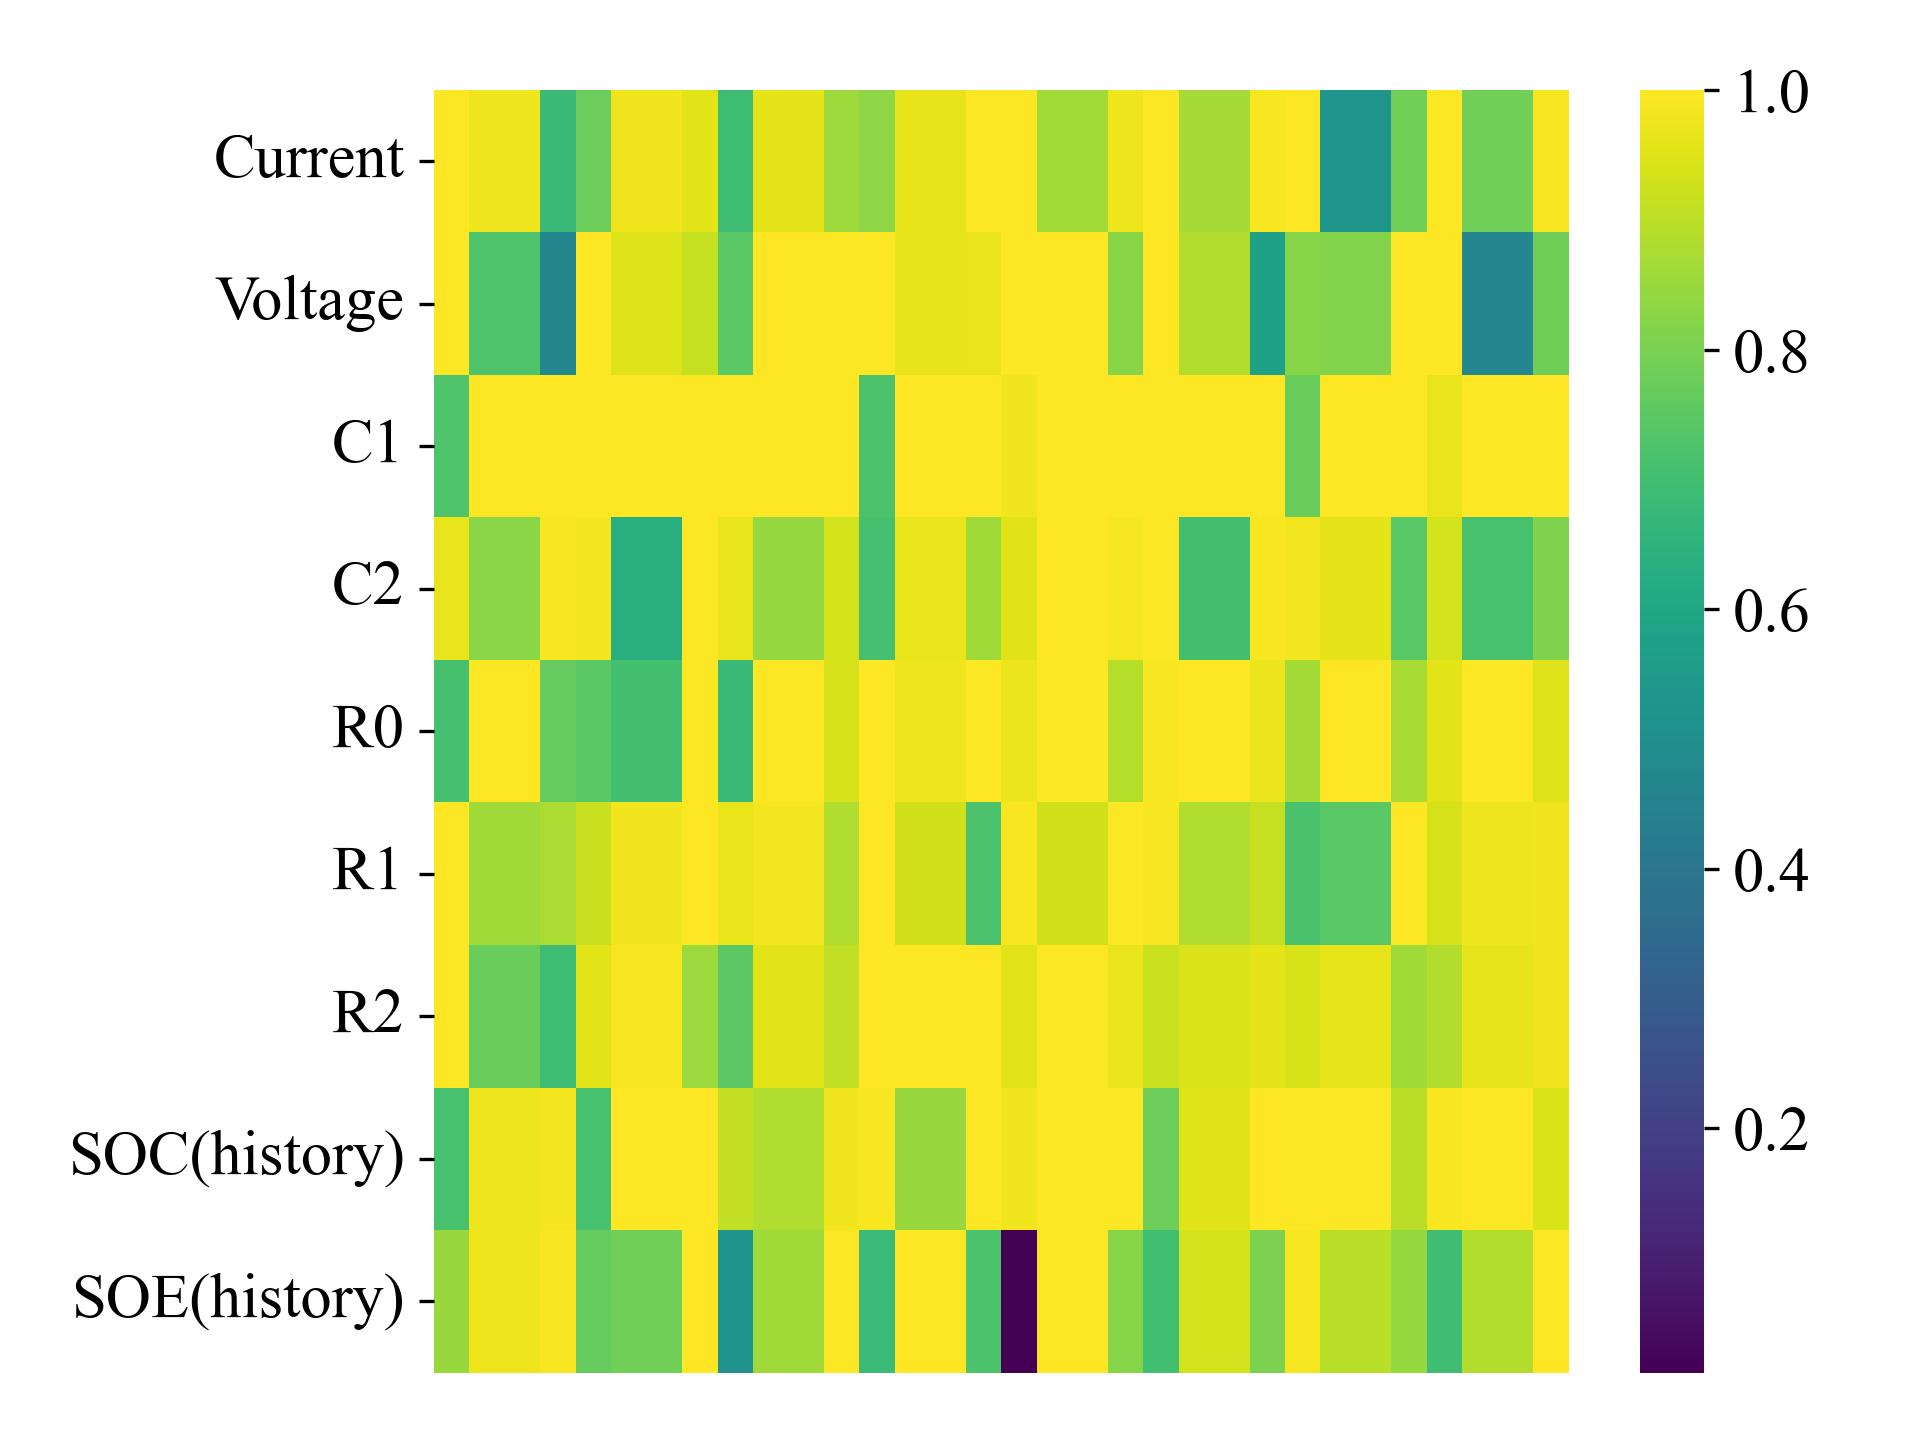 Current
Voltage
C1
C2
R0
R1
R2
SOC(history)
SOE(history)
1.0
0.8
0.6
0.4
0.2